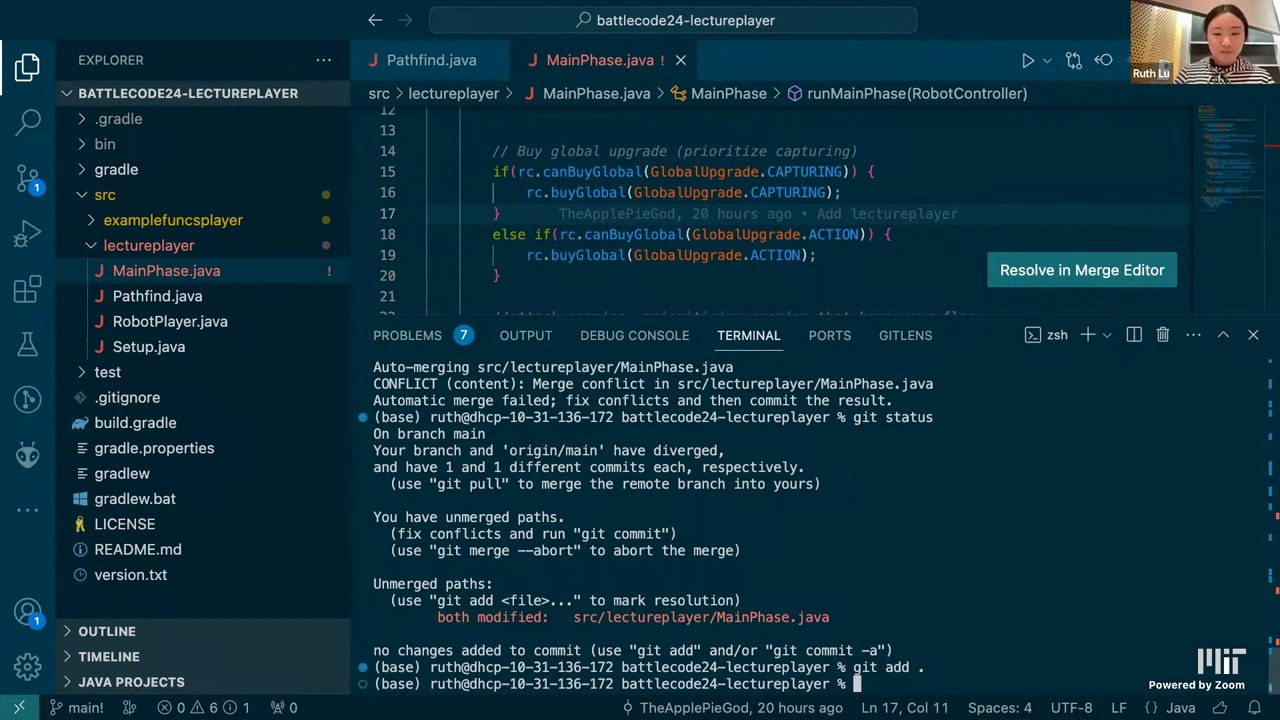 battlecode24-lectureplayer
Ruth Lu
EXPLORER
Pathfind.java
MainPhase.java !
BATTLECODE24-LECTUREPLAYER
src > lectureplayer > MainPhase.java > MainPhase > runMainPhase(RobotController)
.gradle
bin
gradle
src
examplefuncsplayer
lectureplayer
MainPhase.java !
Pathfind.java
RobotPlayer.java
Setup.java
test
.gitignore
build.gradle
gradle.properties
gradlew
gradlew.bat
LICENSE
README.md
version.txt
OUTLINE
TIMELINE
JAVA PROJECTS
12
13
14 // Buy global upgrade (prioritize capturing)
15 if(rc.canBuyGlobal(GlobalUpgrade.CAPTURING)) {
16 rc.buyGlobal(GlobalUpgrade.CAPTURING);
17 } TheApplePieGod, 20 hours ago • Add lectureplayer
18 else if(rc.canBuyGlobal(GlobalUpgrade.ACTION)) {
19 rc.buyGlobal(GlobalUpgrade.ACTION);
20 }
21
Resolve in Merge Editor
PROBLEMS 7 OUTPUT DEBUG CONSOLE TERMINAL PORTS GITLENS zsh
Auto-merging src/lectureplayer/MainPhase.java
CONFLICT (content): Merge conflict in src/lectureplayer/MainPhase.java
Automatic merge failed; fix conflicts and then commit the result.
(base) ruth@dhcp-10-31-136-172 battlecode24-lectureplayer % git status
On branch main
Your branch and 'origin/main' have diverged,
and have 1 and 1 different commits each, respectively.
(use "git pull" to merge the remote branch into yours)
You have unmerged paths.
(fix conflicts and run "git commit")
(use "git merge --abort" to abort the merge)
Unmerged paths:
(use "git add <file>..." to mark resolution)
both modified: src/lectureplayer/MainPhase.java
no changes added to commit (use "git add" and/or "git commit -a")
(base) ruth@dhcp-10-31-136-172 battlecode24-lectureplayer % git add .
(base) ruth@dhcp-10-31-136-172 battlecode24-lectureplayer %
1
1
MIT
Powered by Zoom
main! 0 6 1 0 TheApplePieGod, 20 hours ago Ln 17, Col 11 Spaces: 4 UTF-8 LF Java